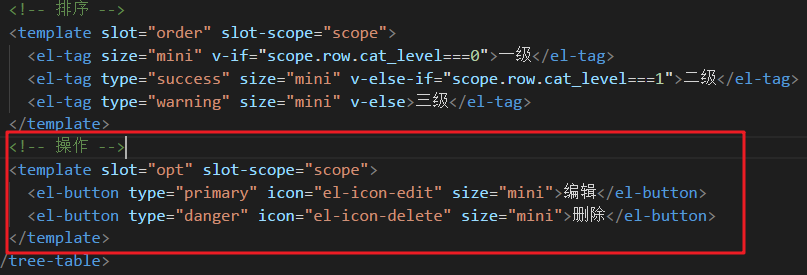 <!-- 排序 -->
<template slot="order" slot-scope="scope">
<el-tag size="mini" v-if="scope.row.cat_level===0">一级</el-tag>
<el-tag type="success" size="mini" v-else-if="scope.row.cat_level===1">二级</el-tag>
<el-tag type="warning" size="mini" v-else>三级</el-tag>
</template>
<!-- 操作 -->
<template slot="opt" slot-scope="scope">
<el-button type="primary" icon="el-icon-edit" size="mini">编辑</el-button>
<el-button type="danger" icon="el-icon-delete" size="mini">删除</el-button>
</template>
/tree-table>